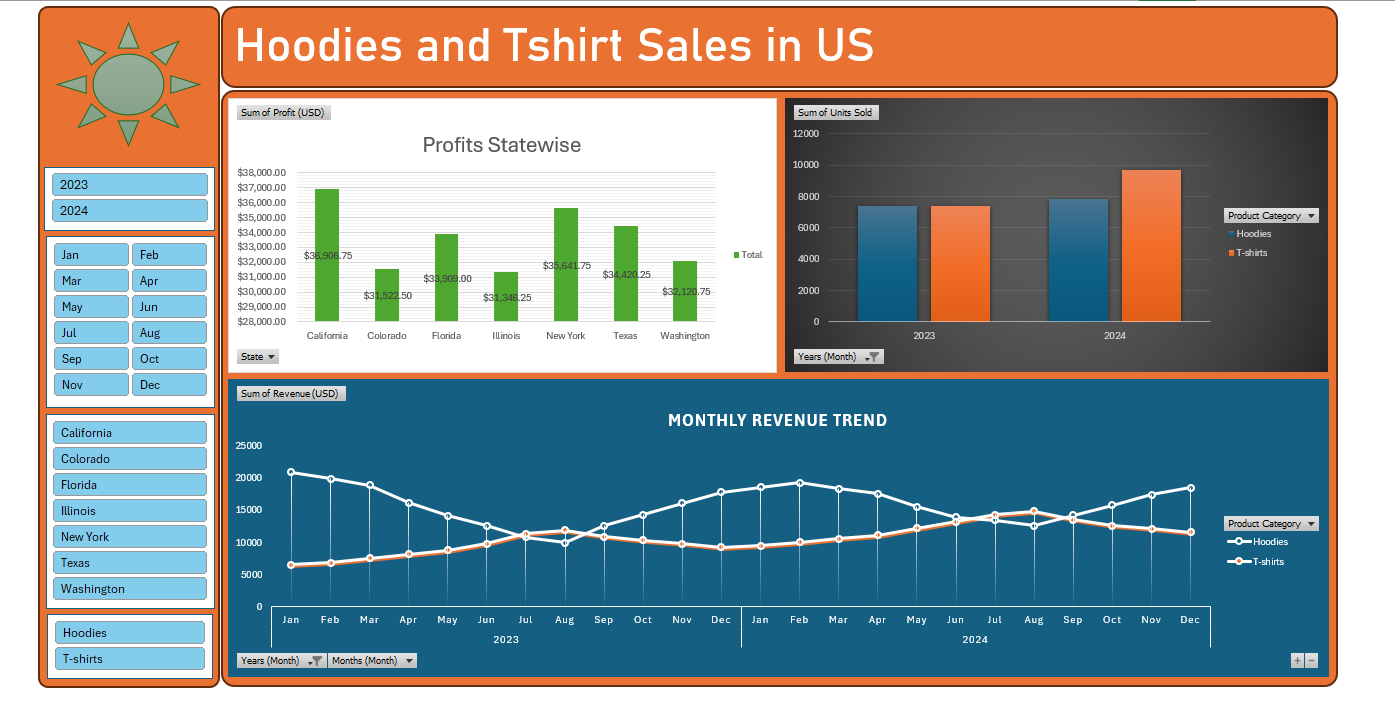 Hoodies and Tshirt Sales in US
2023
2024
Jan Feb
Mar Apr
May Jun
Jul Aug
Sep Oct
Nov Dec
California
Colorado
Florida
Illinois
New York
Texas
Washington
Hoodies
T-shirts
Sum of Profit (USD)
Profits Statewise
$38,000.00
$37,000.00
$36,000.00
$35,000.00
$34,000.00
$33,000.00
$32,000.00
$31,000.00
$30,000.00
$29,000.00
$28,000.00
$36,906.75
$31,522.50
$33,909.00
$31,346.25
$35,641.75
$34,420.25
$32,120.75
California Colorado Florida Illinois New York Texas Washington
Total
State
Sum of Units Sold
12000
10000
8000
6000
4000
2000
0
2023 2024
Product Category
Hoodies
T-shirts
Years (Month)
Sum of Revenue (USD)
MONTHLY REVENUE TREND
25000
20000
15000
10000
5000
0
Jan Feb Mar Apr May Jun Jul Aug Sep Oct Nov Dec Jan Feb Mar Apr May Jun Jul Aug Sep Oct Nov Dec
2023 2024
Product Category
Hoodies
T-shirts
Years (Month) Months (Month)
+ −